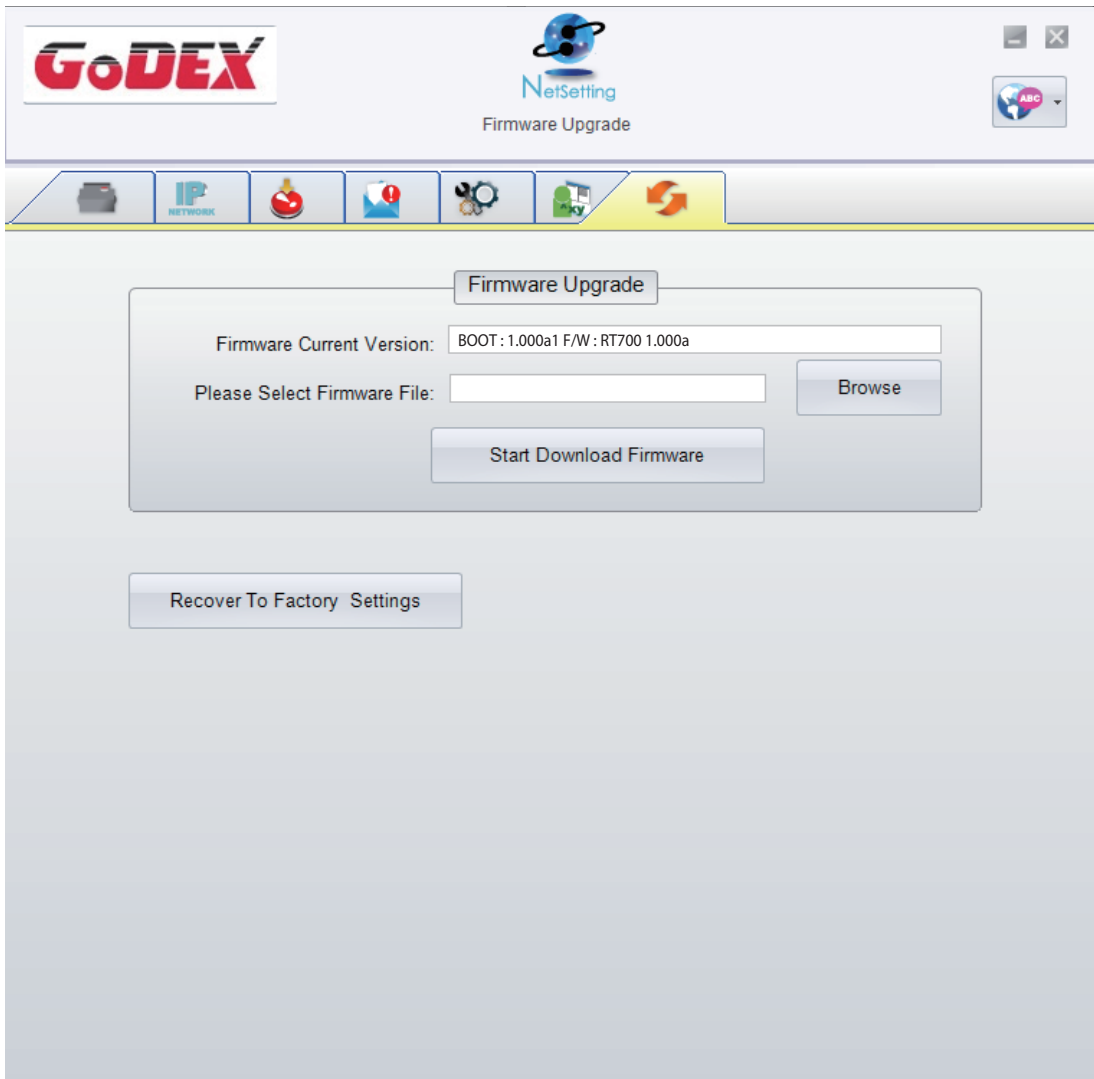 GoDEX
NetSetting
ABC
Firmware Upgrade
IP
NETWORK
^xy
Firmware Upgrade
Firmware Current Version: BOOT : 1.000a1 F/W : RT700 1.000a
Please Select Firmware File: Browse
Start Download Firmware
Recover To Factory Settings